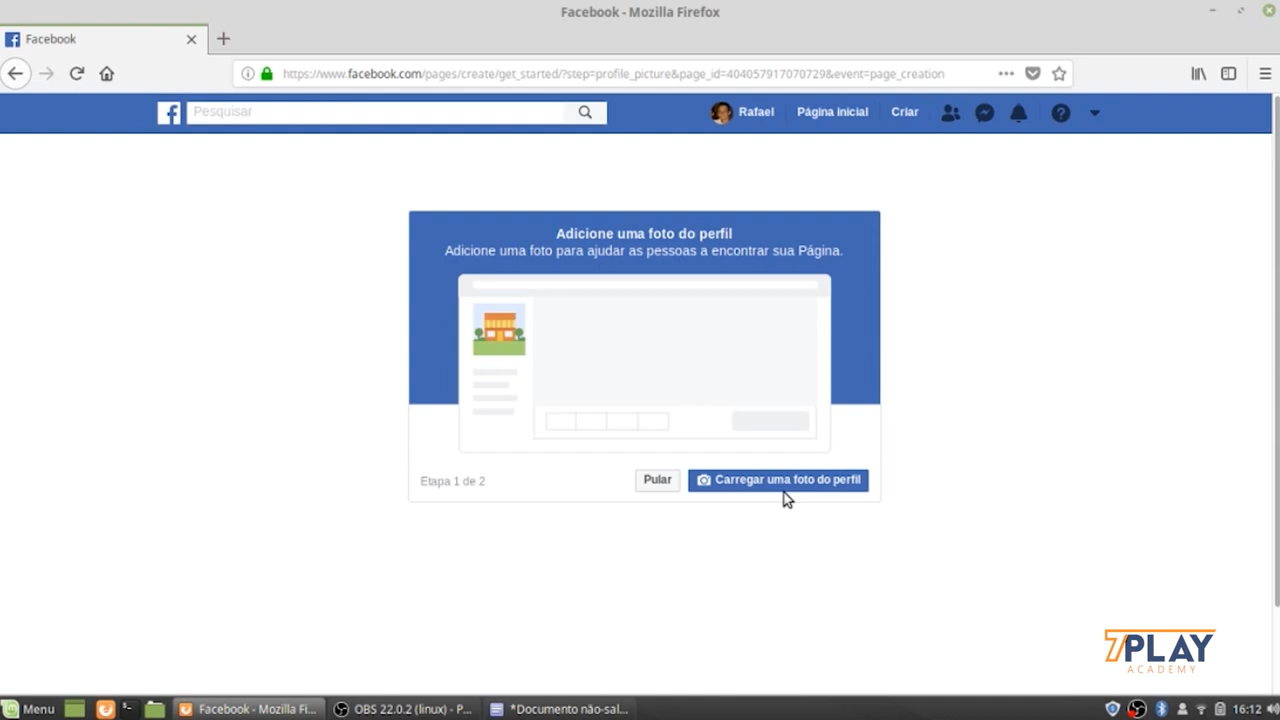 Facebook - Mozilla Firefox
Facebook
https://www.facebook.com/pages/create/get_started/?step=profile_picture&page_id=404057917070729&event=page_creation
Pesquisar
Rafael
Página inicial
Criar
Adicione uma foto do perfil
Adicione uma foto para ajudar as pessoas a encontrar sua Página.
Etapa 1 de 2
Pular
Carregar uma foto do perfil
7PLAY
ACADEMY
Menu
Facebook - Mozilla Fi...
OBS 22.0.2 (linux) - P...
*Documento não-sal...
16:12